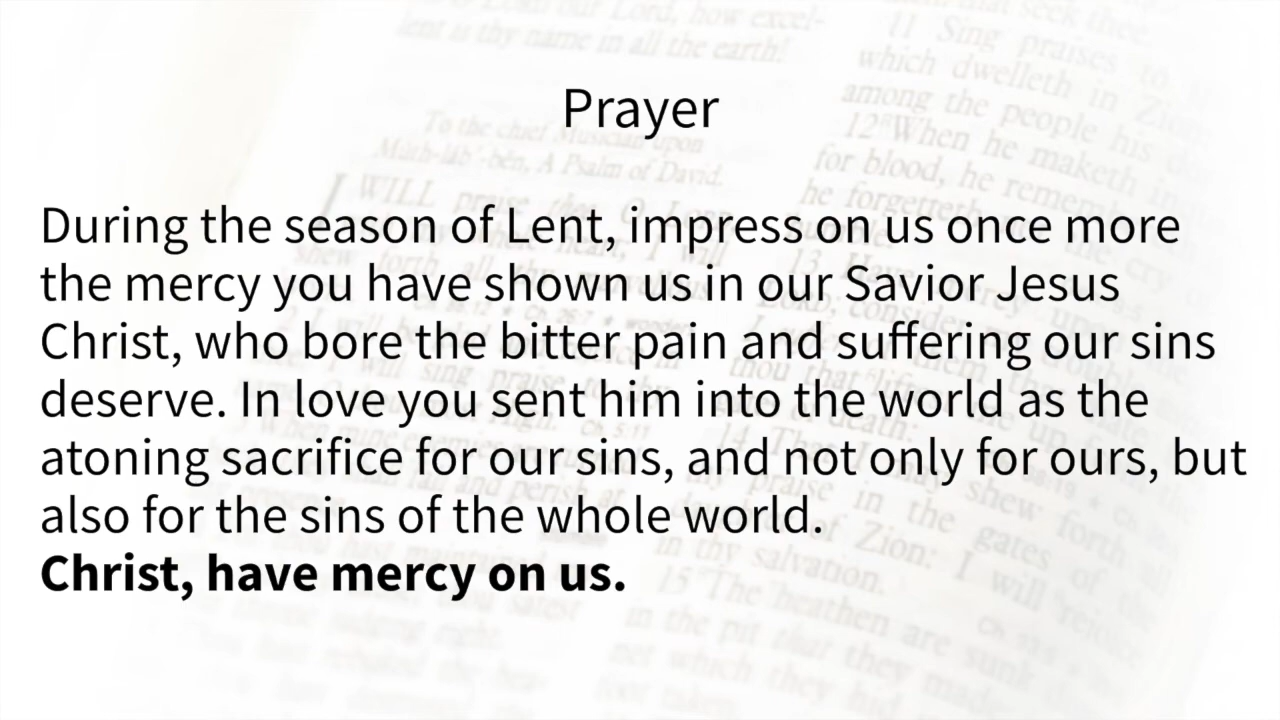 Prayer
During the season of Lent, impress on us once more
the mercy you have shown us in our Savior Jesus
Christ, who bore the bitter pain and suffering our sins
deserve. In love you sent him into the world as the
atoning sacrifice for our sins, and not only for ours, but
also for the sins of the whole world.
Christ, have mercy on us.